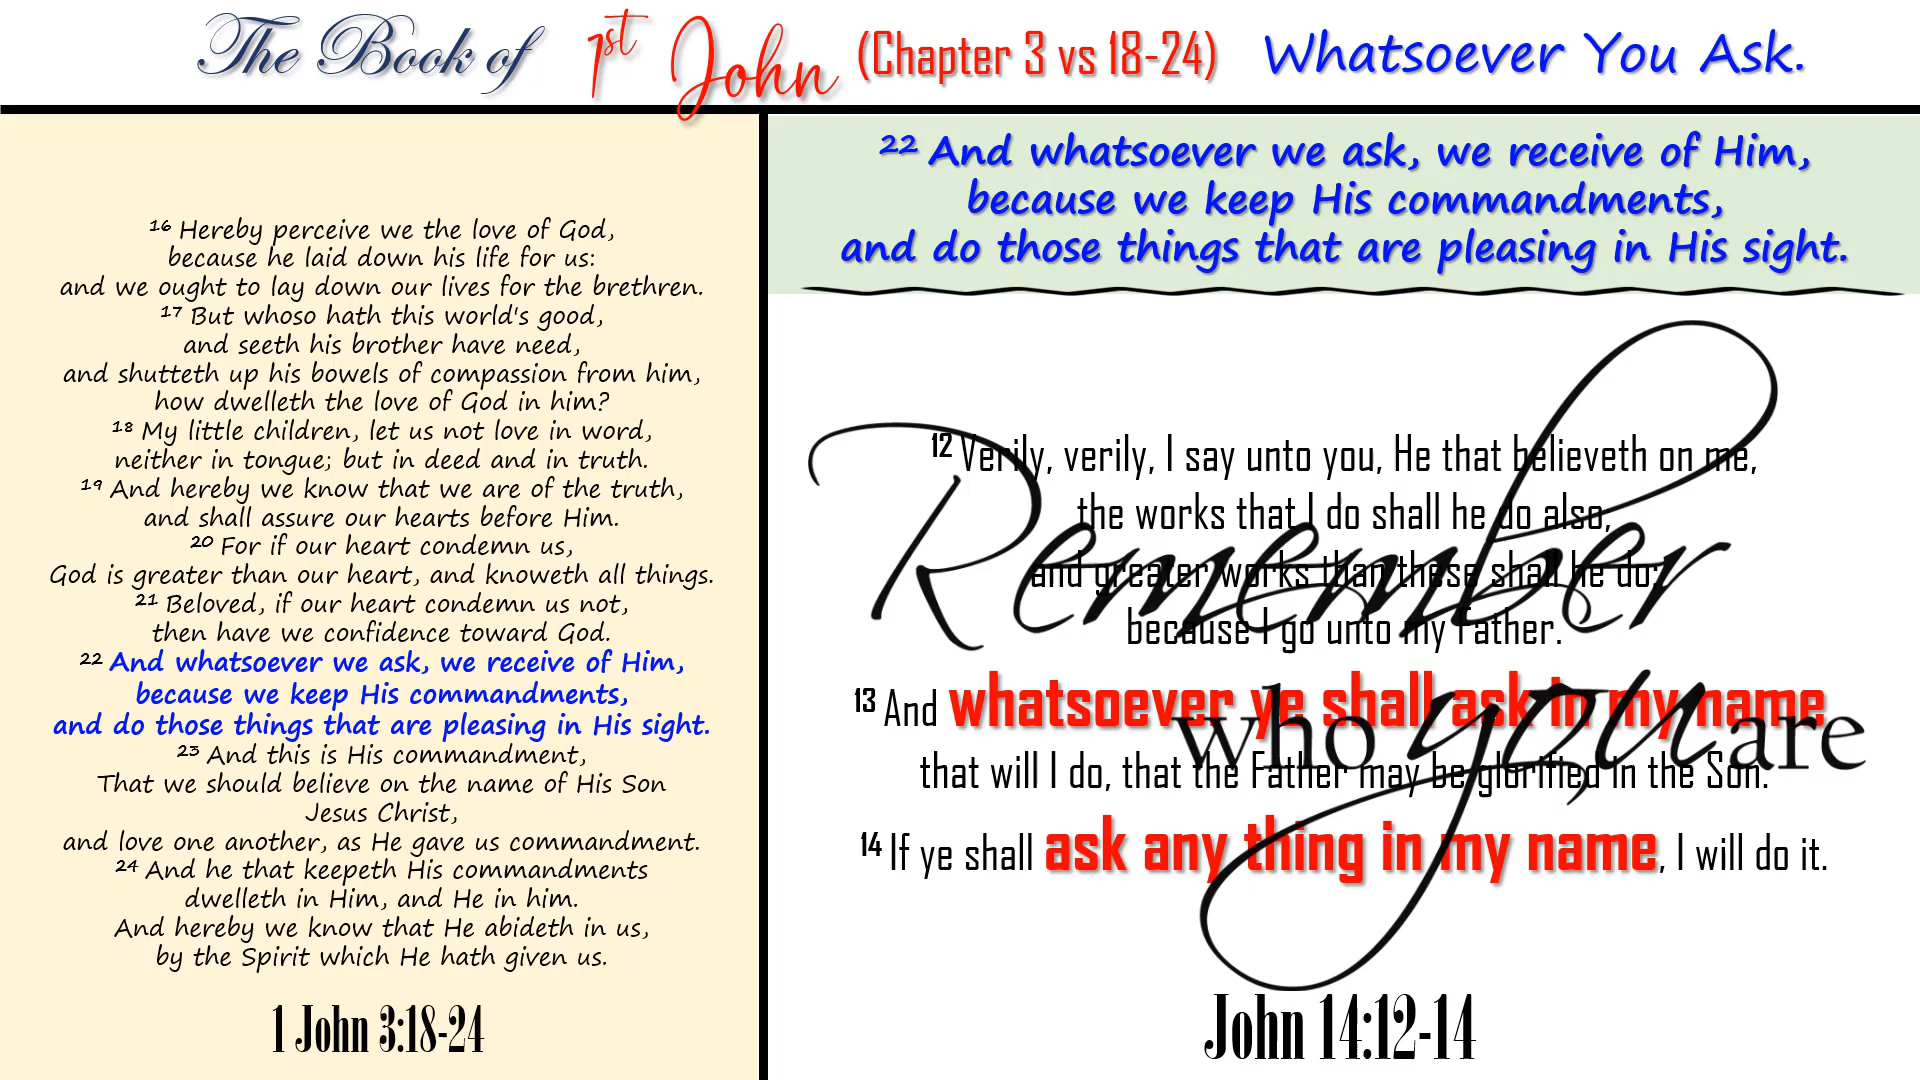 The Book of 1st John (Chapter 3 vs 18-24) Whatsoever You Ask.
16 Hereby perceive we the love of God,
because he laid down his life for us:
and we ought to lay down our lives for the brethren.
17 But whoso hath this world's good,
and seeth his brother have need,
and shutteth up his bowels of compassion from him,
how dwelleth the love of God in him?
18 My little children, let us not love in word,
neither in tongue; but in deed and in truth.
19 And hereby we know that we are of the truth,
and shall assure our hearts before Him.
20 For if our heart condemn us,
God is greater than our heart, and knoweth all things.
21 Beloved, if our heart condemn us not,
then have we confidence toward God.
22 And whatsoever we ask, we receive of Him,
because we keep His commandments,
and do those things that are pleasing in His sight.
23 And this is His commandment,
That we should believe on the name of His Son
Jesus Christ,
and love one another, as He gave us commandment.
24 And he that keepeth His commandments
dwelleth in Him, and He in him.
And hereby we know that He abideth in us,
by the Spirit which He hath given us.
1 John 3:18-24
22 And whatsoever we ask, we receive of Him,
because we keep His commandments,
and do those things that are pleasing in His sight.
12 Verily, verily, I say unto you, He that believeth on me,
the works that I do shall he do also,
and greater works than these shall he do;
because I go unto my Father.
13 And whatsoever ye shall ask in my name
that will I do, that the Father may be glorified in the Son.
14 If ye shall ask any thing in my name, I will do it.
Remember
who you are
John 14:12-14